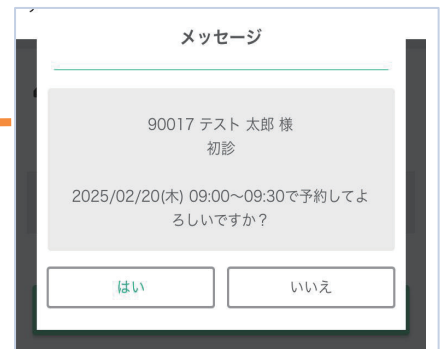 メッセージ
90017 テスト 太郎 様
初診
2025/02/20(木) 09:00〜09:30で予約してよ
ろしいですか？
はい
いいえ